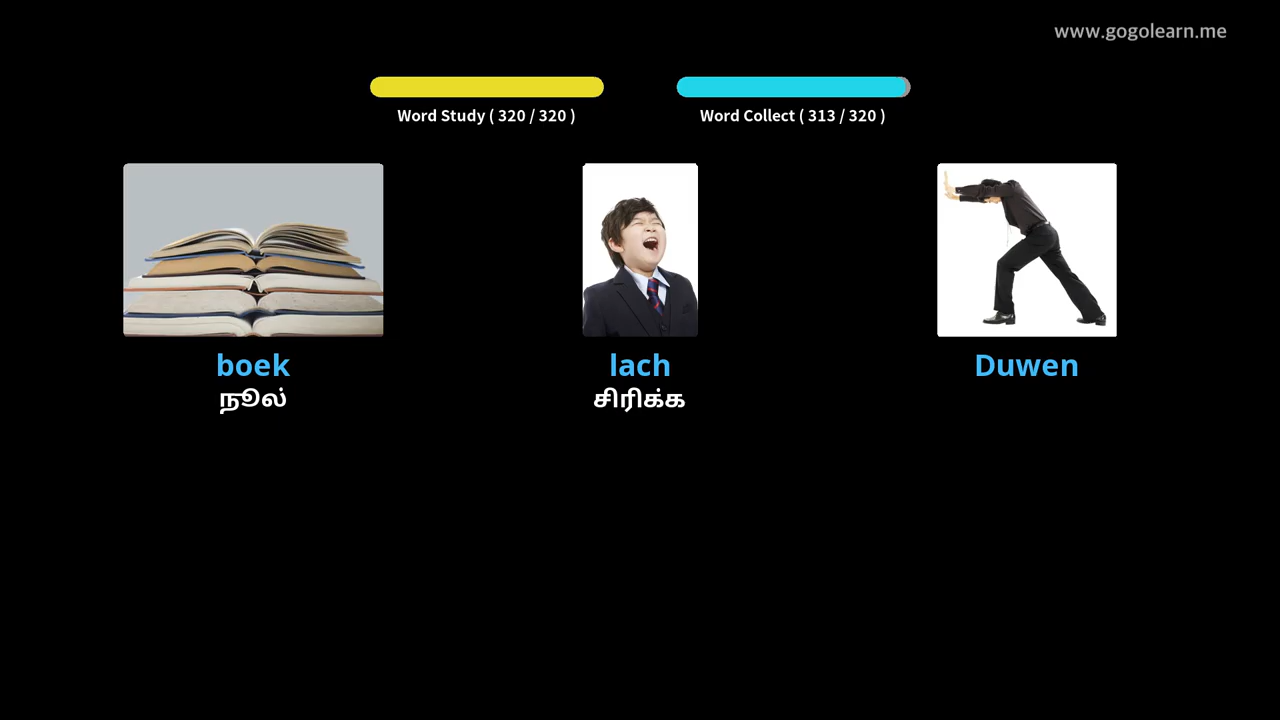 www.gogolearn.me
Word Study ( 320 / 320 )
Word Collect ( 313 / 320 )
boek
நூல்
lach
சிரிக்க
Duwen